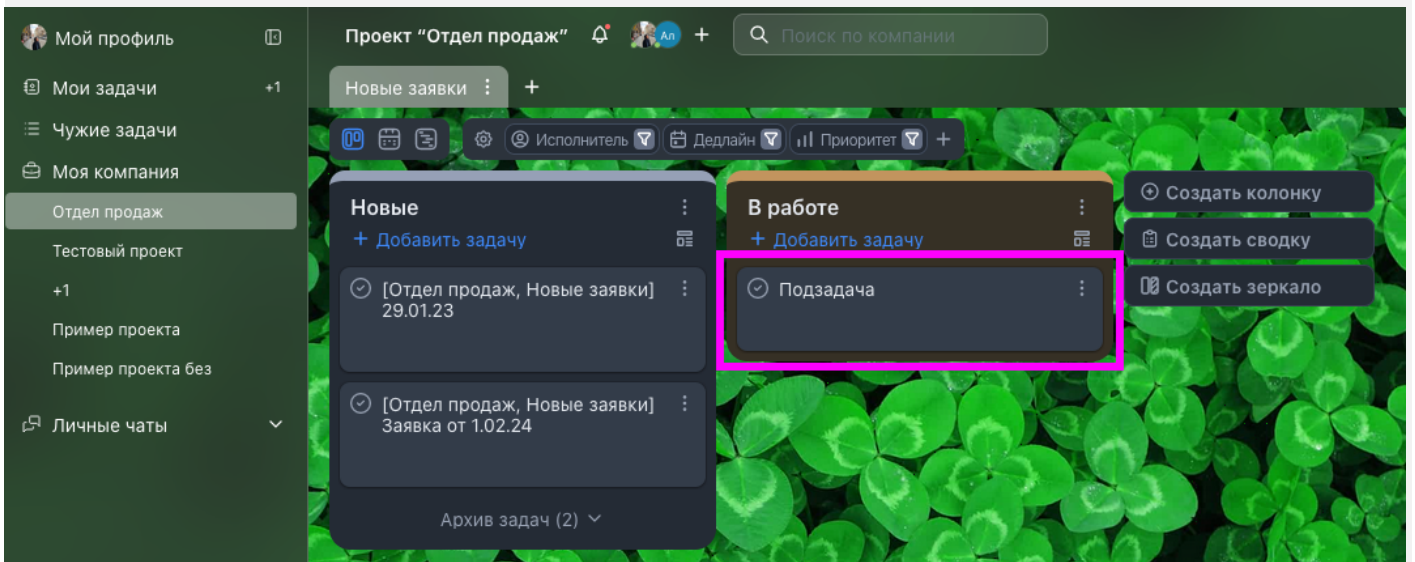 Мой профиль
Мои задачи +1
Чужие задачи
Моя компания
Отдел продаж
Тестовый проект
+1
Пример проекта
Пример проекта без
Личные чаты
Проект “Отдел продаж”
Ал
Поиск по компании
Новые заявки
Исполнитель
Дедлайн
Приоритет
Новые
+ Добавить задачу
[Отдел продаж, Новые заявки]
29.01.23
[Отдел продаж, Новые заявки]
Заявка от 1.02.24
Архив задач (2)
В работе
+ Добавить задачу
Подзадача
Создать колонку
Создать сводку
Создать зеркало